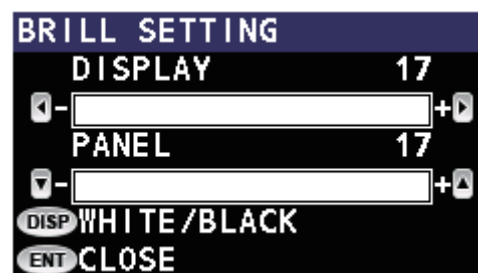 BRILL SETTING
DISPLAY 17
- +
PANEL 17
- +
DISP WHITE/BLACK
ENT CLOSE